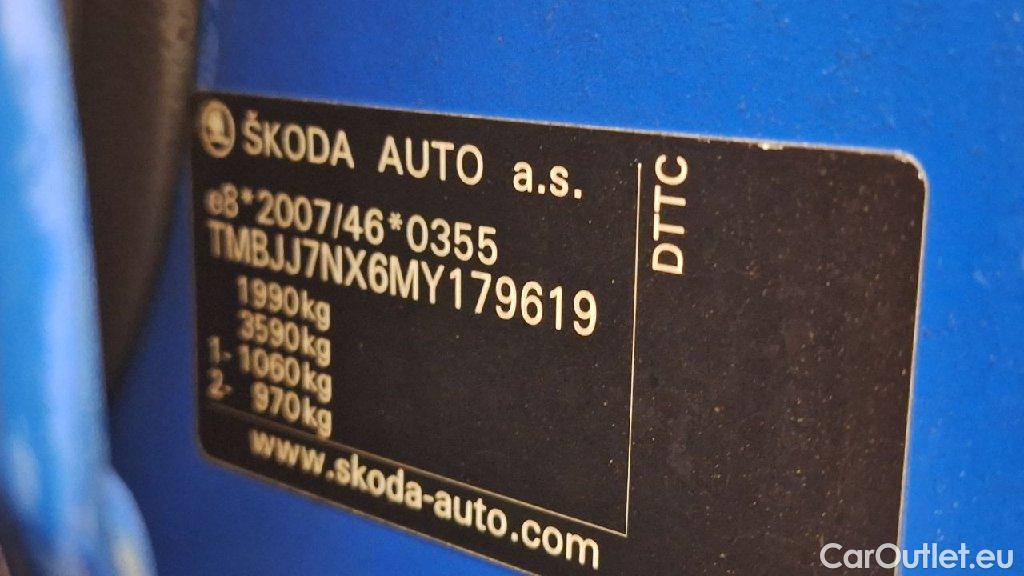 ŠKODA AUTO a.s.
e8*2007/46*0355
TMBJJ7NX6MY179619
1990kg
3590kg
1- 1060kg
2- 970kg
www.skoda-auto.com
DTTC
CarOutlet.eu